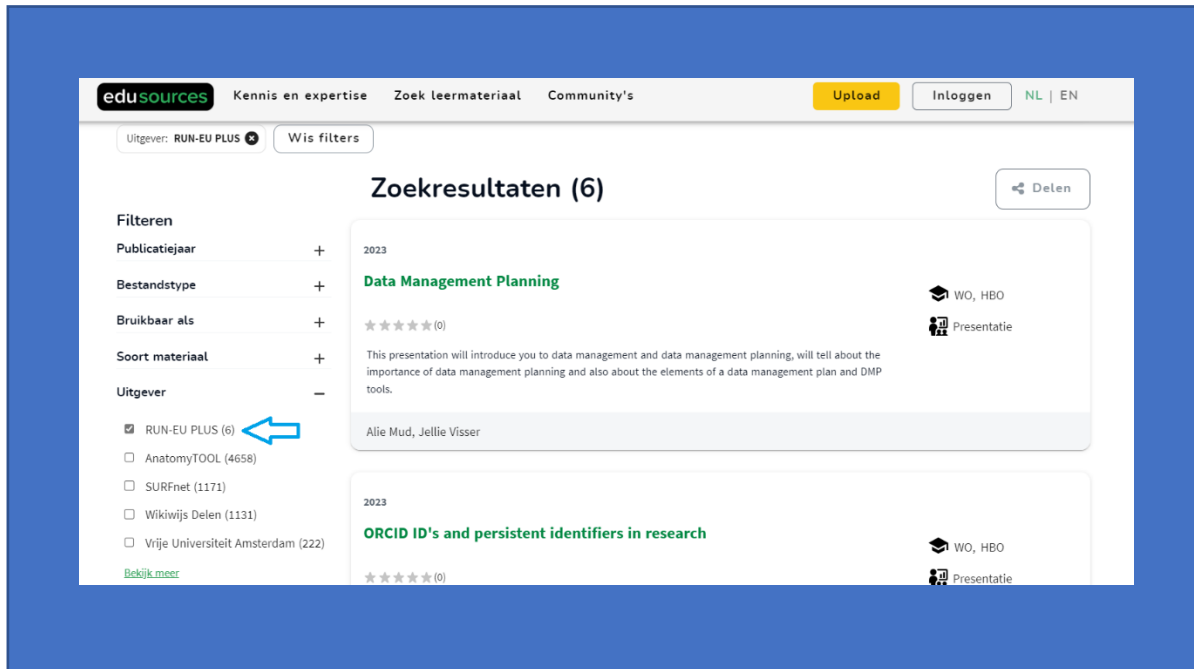 edusources Kennis en expertise Zoek leermateriaal Community's Upload Inloggen NL | EN
Uitgever: RUN-EU PLUS Wis filters
Zoekresultaten (6)
Delen
Filteren
Publicatiejaar +
Bestandstype +
Bruikbaar als +
Soort materiaal +
Uitgever –
RUN-EU PLUS (6)
AnatomyTOOL (4658)
SURFnet (1171)
Wikiwijs Delen (1131)
Vrije Universiteit Amsterdam (222)
Bekijk meer
2023
Data Management Planning
WO, HBO
(0)
Presentatie
This presentation will introduce you to data management and data management planning, will tell about the
importance of data management planning and also about the elements of a data management plan and DMP
tools.
Alie Mud, Jellie Visser
2023
ORCID ID's and persistent identifiers in research
WO, HBO
(0)
Presentatie